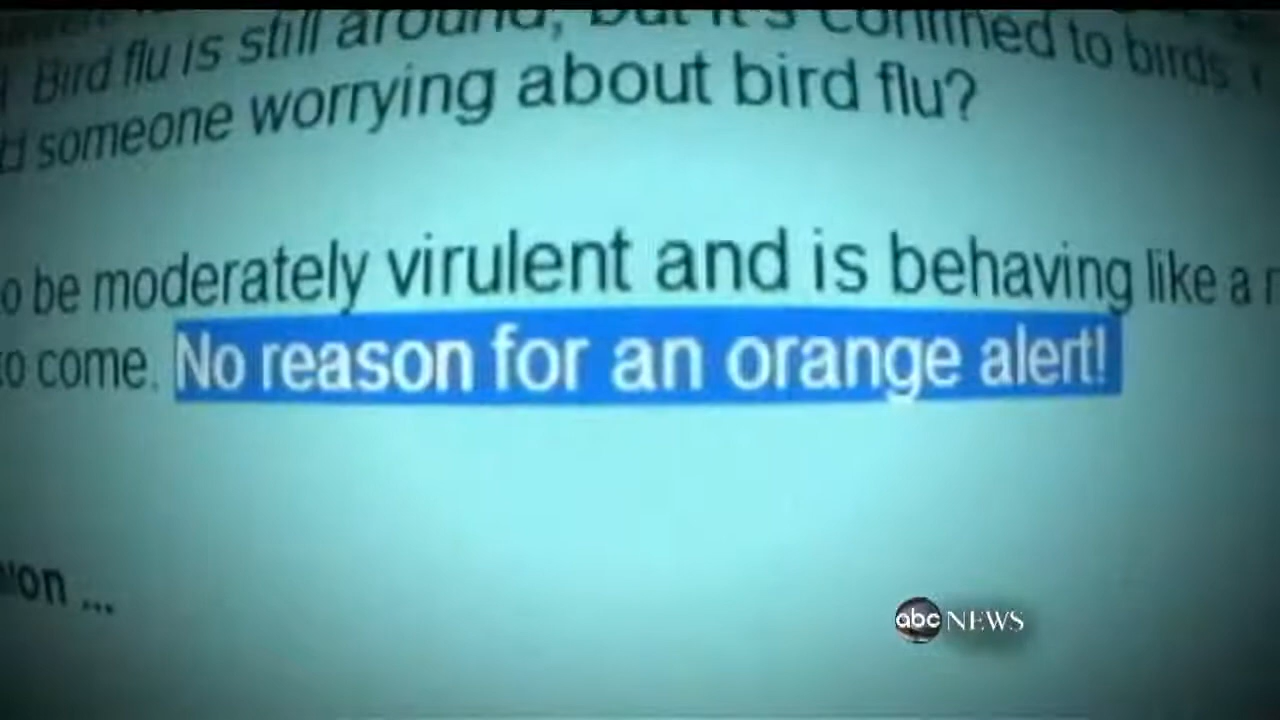 Bird flu is still around, but it's confined to birds.
someone worrying about bird flu?
o be moderately virulent and is behaving like a
to come. No reason for an orange alert!
...
abc NEWS